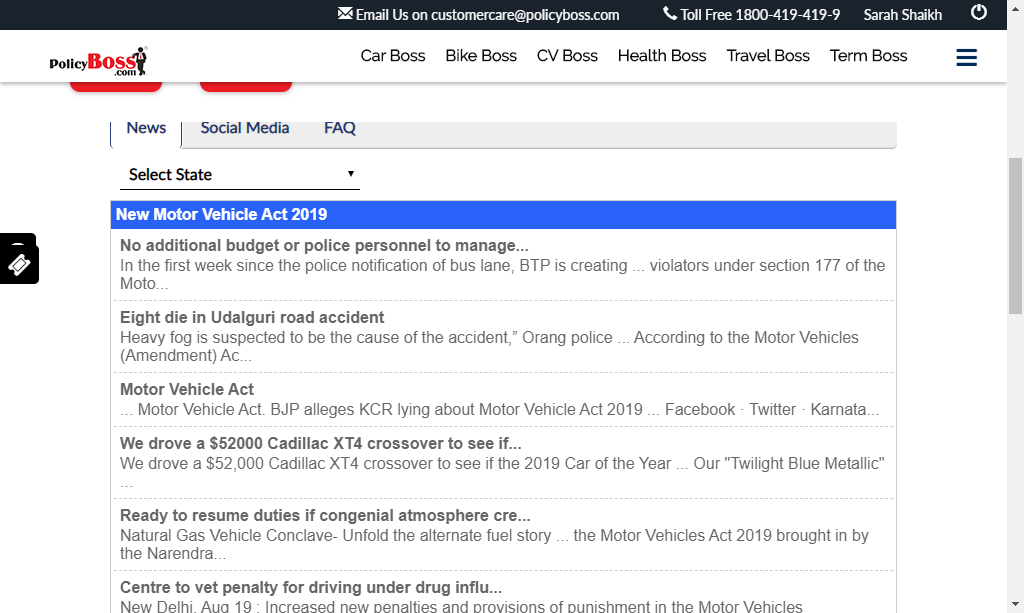 Email Us on customercare@policyboss.com
Toll Free 1800-419-419-9
Sarah Shaikh
PolicyBoss
.com
Car Boss
Bike Boss
CV Boss
Health Boss
Travel Boss
Term Boss
News
Social Media
FAQ
Select State
New Motor Vehicle Act 2019
No additional budget or police personnel to manage...
In the first week since the police notification of bus lane, BTP is creating ... violators under section 177 of the
Moto...
Eight die in Udalguri road accident
Heavy fog is suspected to be the cause of the accident,” Orang police ... According to the Motor Vehicles
(Amendment) Ac...
Motor Vehicle Act
... Motor Vehicle Act. BJP alleges KCR lying about Motor Vehicle Act 2019 ... Facebook · Twitter · Karnata...
We drove a $52000 Cadillac XT4 crossover to see if...
We drove a $52,000 Cadillac XT4 crossover to see if the 2019 Car of the Year ... Our "Twilight Blue Metallic"
...
Ready to resume duties if congenial atmosphere cre...
Natural Gas Vehicle Conclave- Unfold the alternate fuel story ... the Motor Vehicles Act 2019 brought in by
the Narendra...
Centre to vet penalty for driving under drug influ...
New Delhi, Aug 19 : Increased new penalties and provisions of punishment in the Motor Vehicles